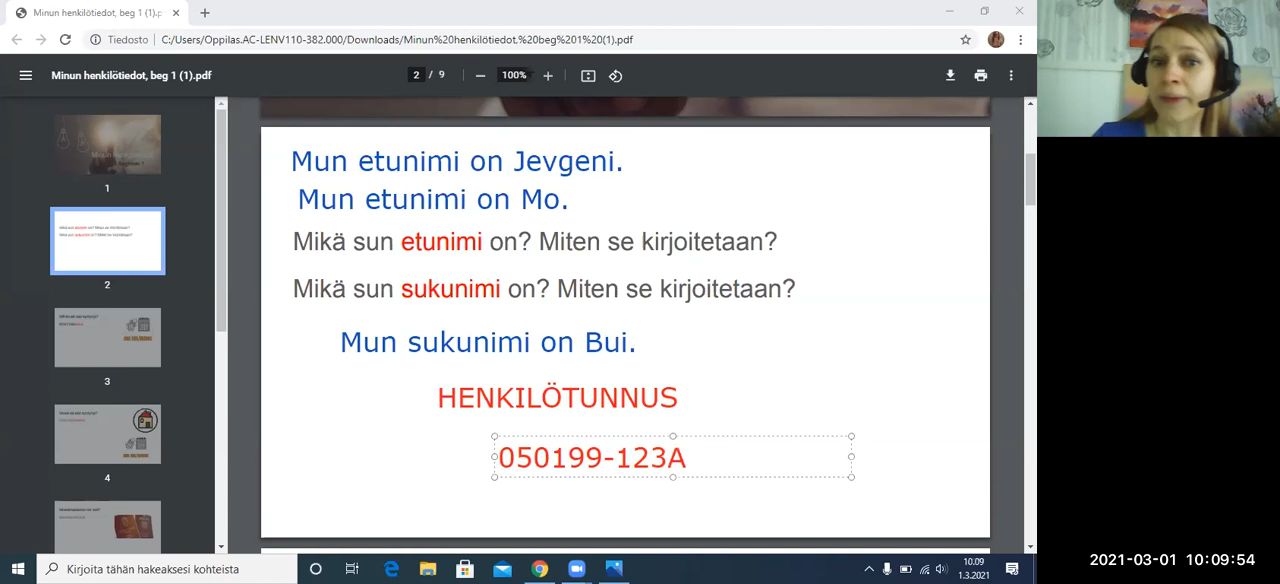 Minun henkilötiedot, beg 1 (1).p
Tiedosto
C:/Users/Oppilas.AC-LENV110-382.000/Downloads/Minun%20henkilötiedot,%20beg%201%20(1).pdf
Minun henkilötiedot, beg 1 (1).pdf
2 / 9
100%
1
2
3
4
Mun etunimi on Jevgeni.
Mun etunimi on Mo.
Mikä sun etunimi on? Miten se kirjoitetaan?
Mikä sun sukunimi on? Miten se kirjoitetaan?
Mun sukunimi on Bui.
HENKILÖTUNNUS
050199-123A
Kirjoita tähän hakeaksesi kohteita
10.09
1.3.2021
2021-03-01 10:09:54